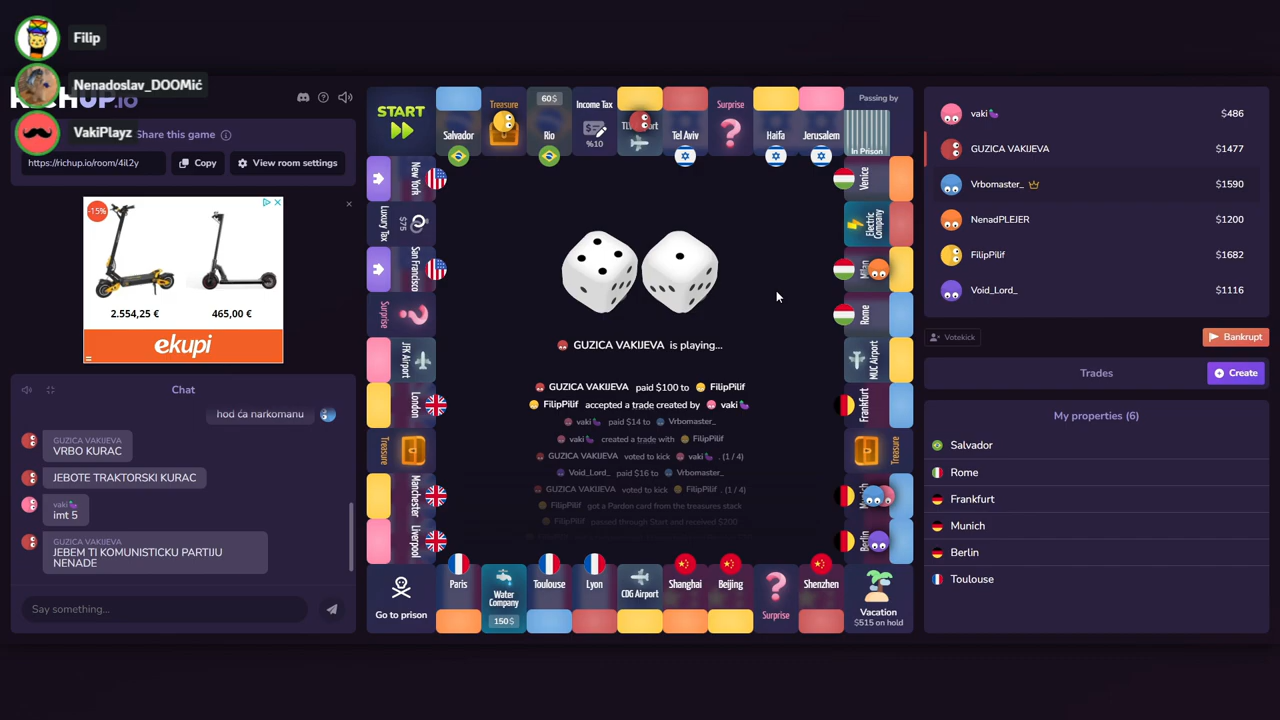 Filip
Nenadoslav_DOOMić
VakiPlayz
UP.IO
Share this game
https://richup.io/room/4il2y
Copy
View room settings
-15%
2.554,25 €
465,00 €
ekupi
Chat
hod ća narkomanu
GUZICA VAKIJEVA
VRBO KURAC
JEBOTE TRAKTORSKI KURAC
vaki🍆
imt 5
GUZICA VAKIJEVA
JEBEM TI KOMUNISTICKU PARTIJU
NENADE
Say something...
START
Salvador
Treasure
60$
Rio
Income Tax
%10
Tel Aviv
Surprise
Haifa
Jerusalem
Passing by
In Prison
New York
Luxury Tax
$75
San Francisco
Surprise
JFK Airport
London
Treasure
Manchester
Liverpool
Venice
Electric
Company
Milan
Rome
MUC Airport
Frankfurt
Treasure
Munich
Berlin
GUZICA VAKIJEVA is playing...
GUZICA VAKIJEVA paid $100 to FilipPilif
FilipPilif accepted a trade created by vaki🍆
vaki🍆 paid $14 to Vrbomaster_
vaki🍆 created a trade with FilipPilif
GUZICA VAKIJEVA voted to kick vaki🍆. (1 / 4)
Void_Lord_ paid $16 to Vrbomaster_
GUZICA VAKIJEVA voted to kick FilipPilif. (1 / 4)
FilipPilif got a Pardon card from the treasures stack
FilipPilif passed through Start and received $200
Go to prison
Paris
Water
Company
150$
Toulouse
Lyon
CDG Airport
Shanghai
Beijing
Surprise
Shenzhen
Vacation
$515 on hold
vaki🍆 $486
GUZICA VAKIJEVA $1477
Vrbomaster_ $1590
NenadPLEJER $1200
FilipPilif $1682
Void_Lord_ $1116
Votekick
Bankrupt
Trades
Create
My properties (6)
Salvador
Rome
Frankfurt
Munich
Berlin
Toulouse